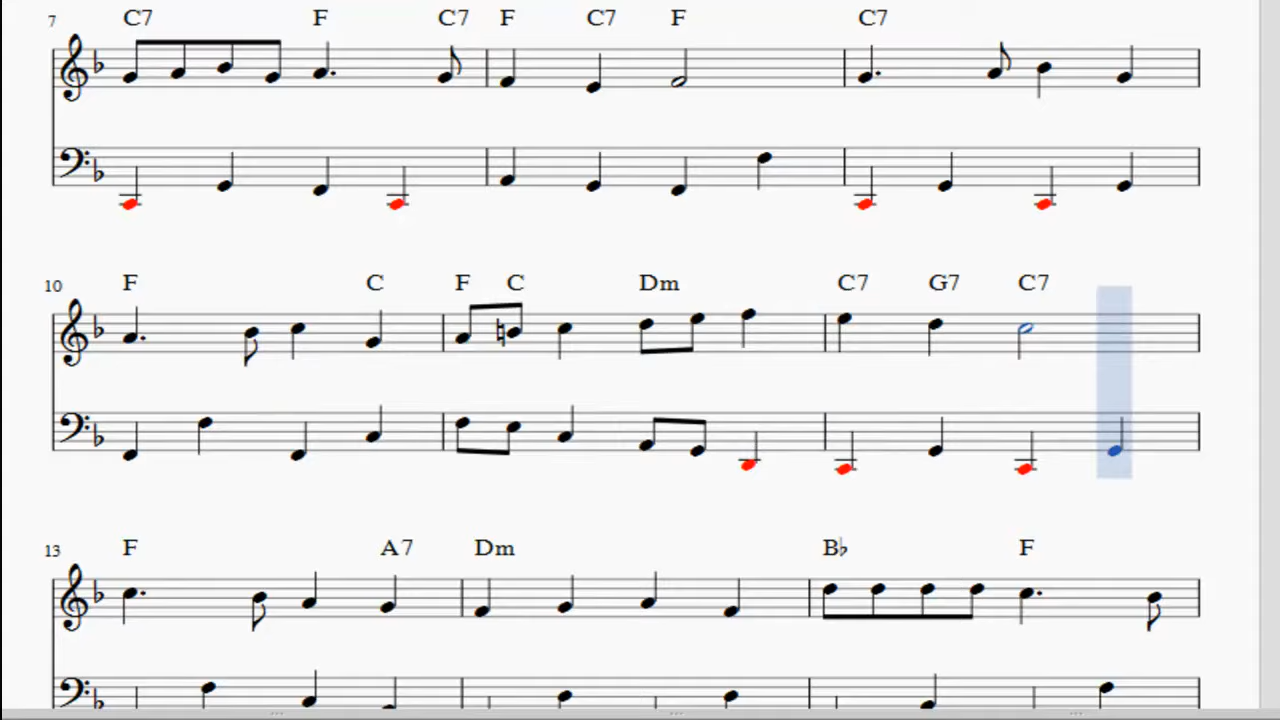 7 C7 F C7 F C7 F C7
10 F C F C Dm C7 G7 C7
13 F A7 Dm B♭ F